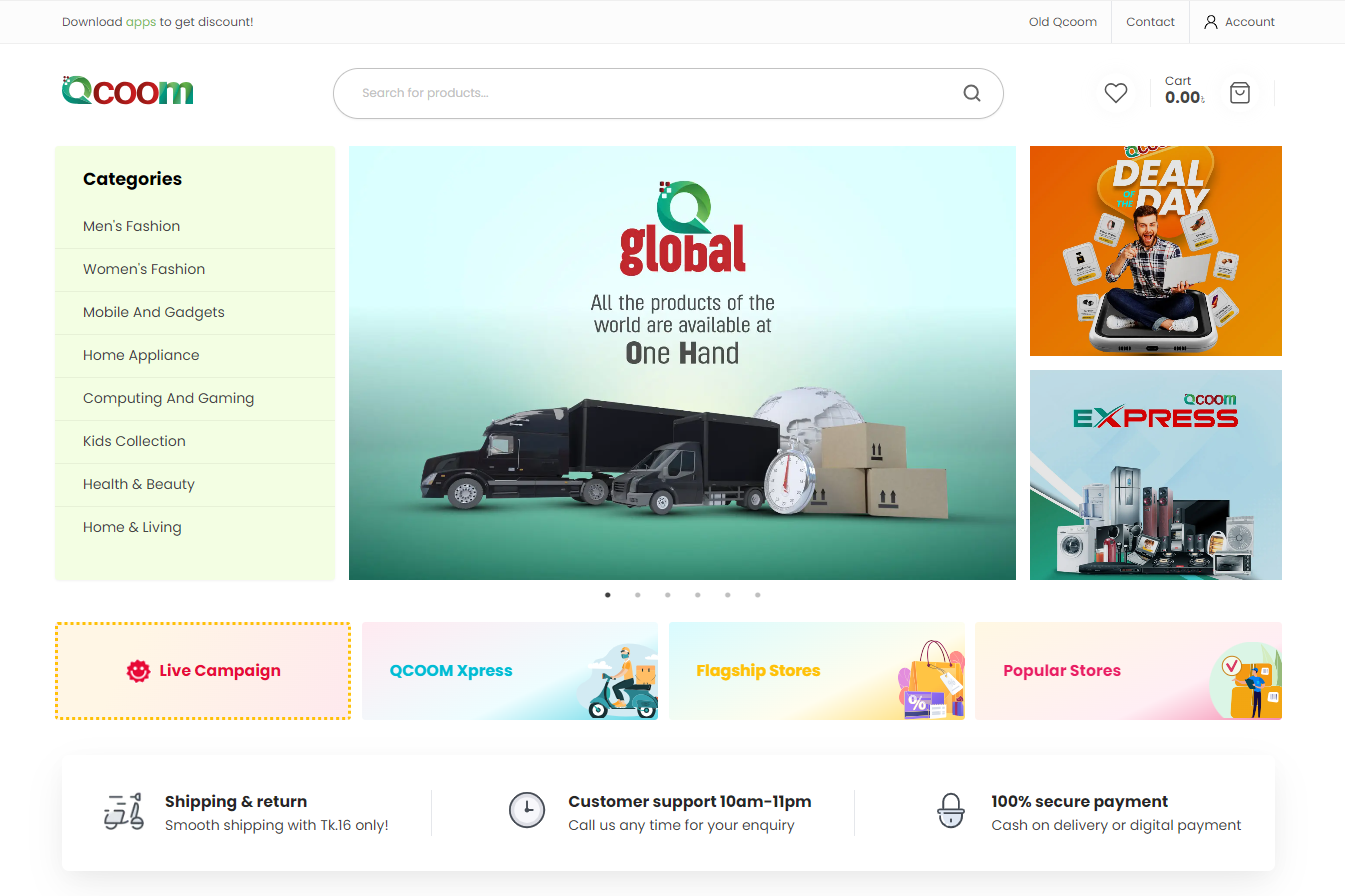 Download apps to get discount!
Old Qcoom
Contact
Account
Qcoom
Search for products...
Cart
0.00৳
Categories
Men's Fashion
Women's Fashion
Mobile And Gadgets
Home Appliance
Computing And Gaming
Kids Collection
Health & Beauty
Home & Living
Q
global
All the products of the
world are available at
One Hand
DEAL
OF THE DAY
Qcoom
EXPRESS
Live Campaign
QCOOM Xpress
Flagship Stores
%
Popular Stores
Shipping & return
Smooth shipping with Tk.16 only!
Customer support 10am-11pm
Call us any time for your enquiry
100% secure payment
Cash on delivery or digital payment